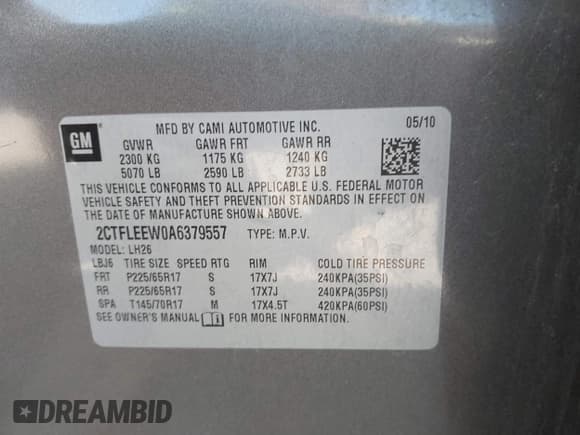 GM
MFD BY CAMI AUTOMOTIVE INC. 05/10
GVWR GAWR FRT GAWR RR
2300 KG 1175 KG 1240 KG
5070 LB 2590 LB 2733 LB
THIS VEHICLE CONFORMS TO ALL APPLICABLE U.S. FEDERAL MOTOR
VEHICLE SAFETY AND THEFT PREVENTION STANDARDS IN EFFECT ON
THE DATE OF MANUFACTURE SHOWN ABOVE.
2CTFLEEW0A6379557 TYPE: M.P.V.
MODEL: LH26
LBJ6 TIRE SIZE SPEED RTG RIM COLD TIRE PRESSURE
FRT P225/65R17 S 17X7J 240KPA(35PSI)
RR P225/65R17 S 17X7J 240KPA(35PSI)
SPA T145/70R17 M 17X4.5T 420KPA(60PSI)
SEE OWNER'S MANUAL FOR MORE INFORMATION.
DREAMBID